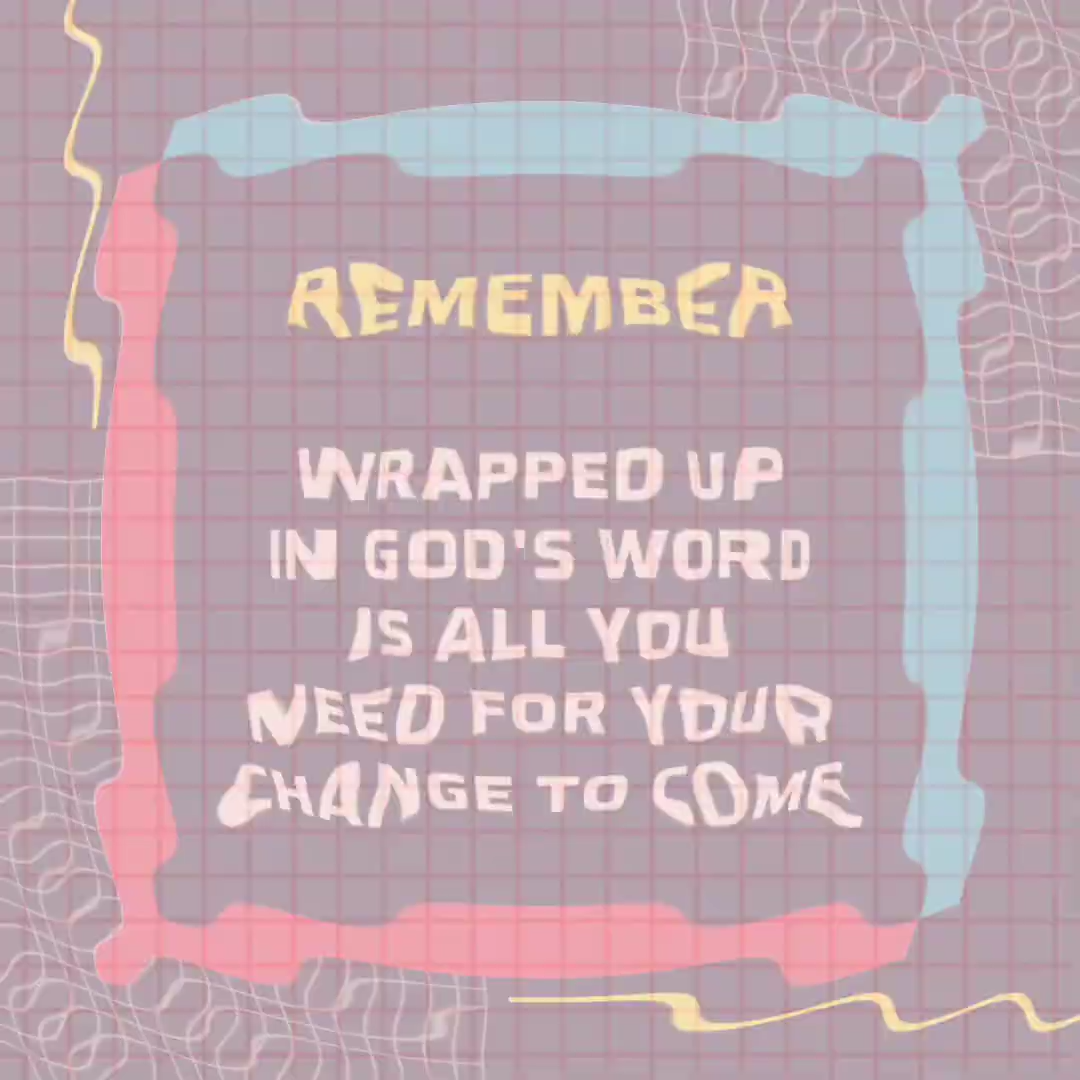 REMEMBER
WRAPPED UP
IN GOD'S WORD
IS ALL YOU
NEED FOR YOUR
CHANGE TO COME